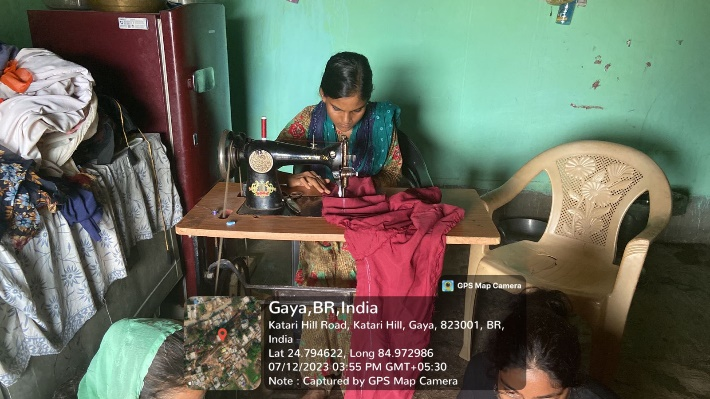 GPS Map Camera
Gaya,BR,India
Katari Hill Road, Katari Hill, Gaya, 823001, BR,
India
Lat 24.794622, Long 84.972986
07/12/2023 03:55 PM GMT+05:30
Note : Captured by GPS Map Camera